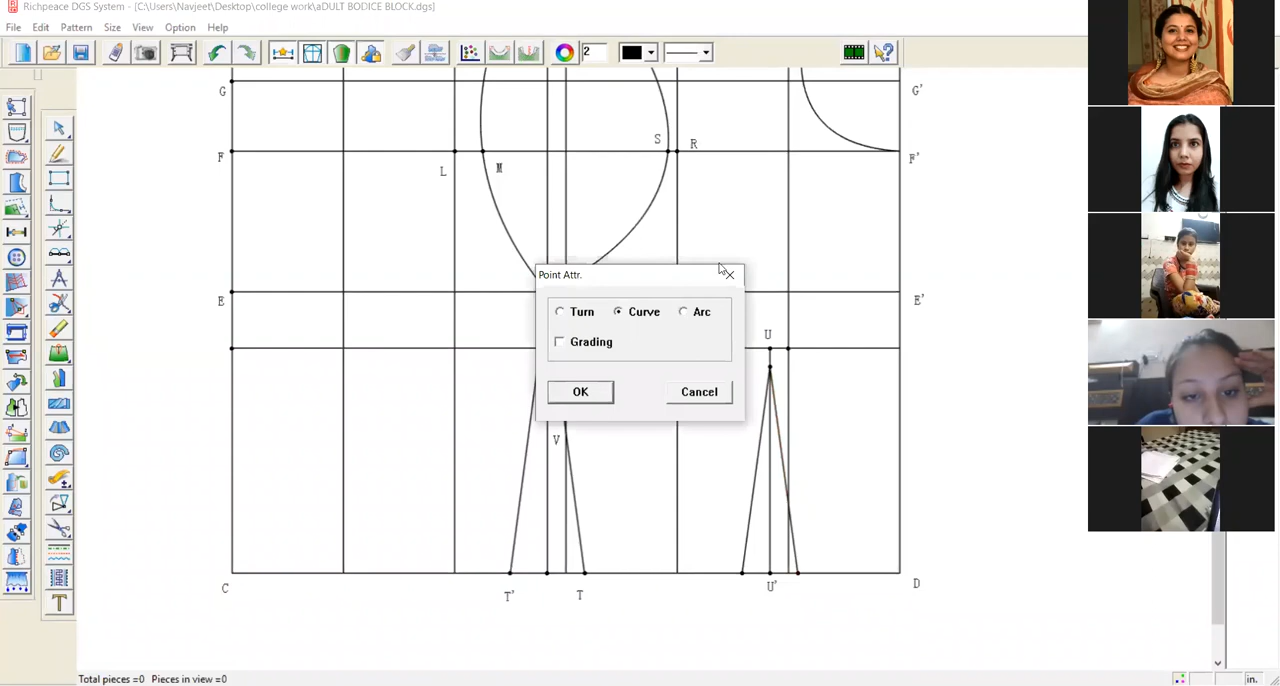 Richpeace DGS System - [C:\Users\Navjeet\Desktop\college work\aDULT BODICE BLOCK.dgs]
File Edit Pattern Size View Option Help
2
G G'
F L M S R F'
E E'
Point Attr.
Turn Curve Arc
Grading
OK Cancel
U
V
C T' T U' D
A
T
Total pieces =0 Pieces in view =0 in.